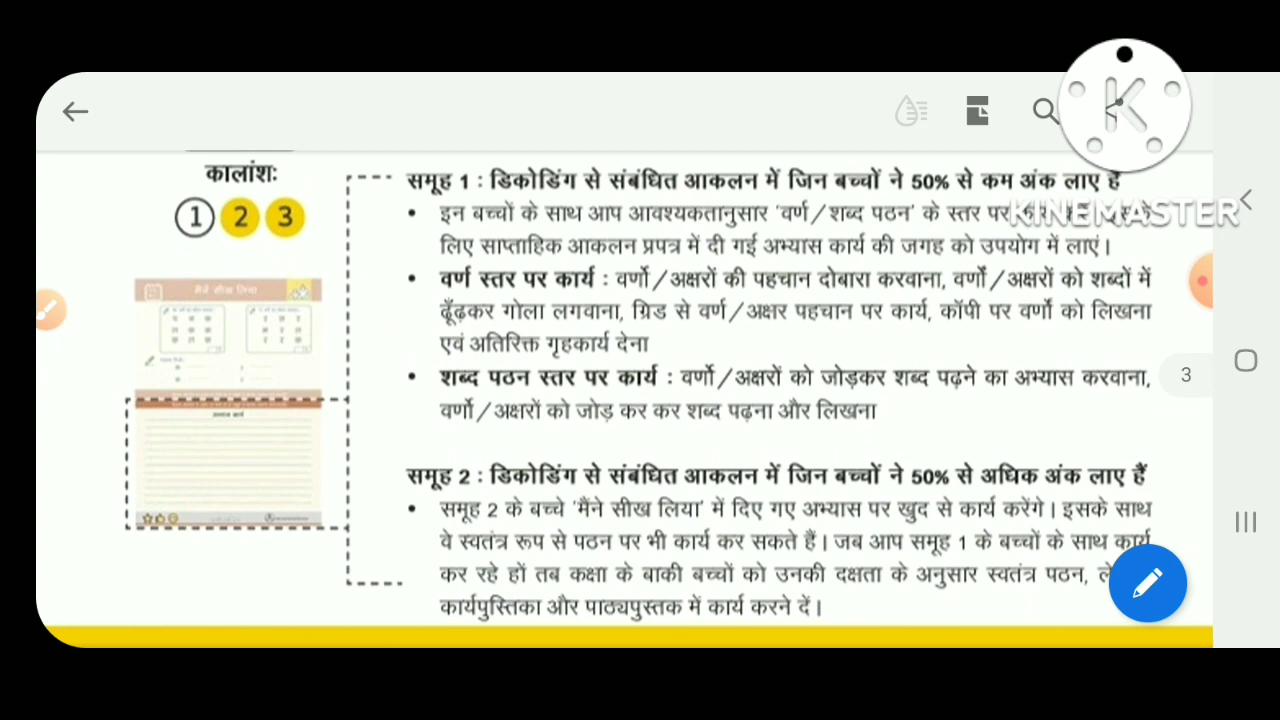 कालांशः
1 2 3
मैंने सीख लिया
समूह 1 : डिकोडिंग से संबंधित आकलन में जिन बच्चों ने 50% से कम अंक लाए हैं
• इन बच्चों के साथ आप आवश्यकतानुसार 'वर्ण/शब्द पठन' के स्तर पर
KINEMASTER
लिए साप्ताहिक आकलन प्रपत्र में दी गई अभ्यास कार्य की जगह को उपयोग में लाएं।
• वर्ण स्तर पर कार्य : वर्णो/अक्षरों की पहचान दोबारा करवाना, वर्णों/अक्षरों को शब्दों में
ढूँढ़कर गोला लगवाना, ग्रिड से वर्ण/अक्षर पहचान पर कार्य, कॉपी पर वर्णों को लिखना
एवं अतिरिक्त गृहकार्य देना
• शब्द पठन स्तर पर कार्य : वर्णो/अक्षरों को जोड़कर शब्द पढ़ने का अभ्यास करवाना,
वर्णो/अक्षरों को जोड़ कर कर शब्द पढ़ना और लिखना
3
समूह 2 : डिकोडिंग से संबंधित आकलन में जिन बच्चों ने 50% से अधिक अंक लाए हैं
• समूह 2 के बच्चे 'मैंने सीख लिया' में दिए गए अभ्यास पर खुद से कार्य करेंगे। इसके साथ
वे स्वतंत्र रूप से पठन पर भी कार्य कर सकते हैं। जब आप समूह 1 के बच्चों के साथ कार्य
कर रहे हों तब कक्षा के बाकी बच्चों को उनकी दक्षता के अनुसार स्वतंत्र पठन,
कार्यपुस्तिका और पाठ्यपुस्तक में कार्य करने दें।